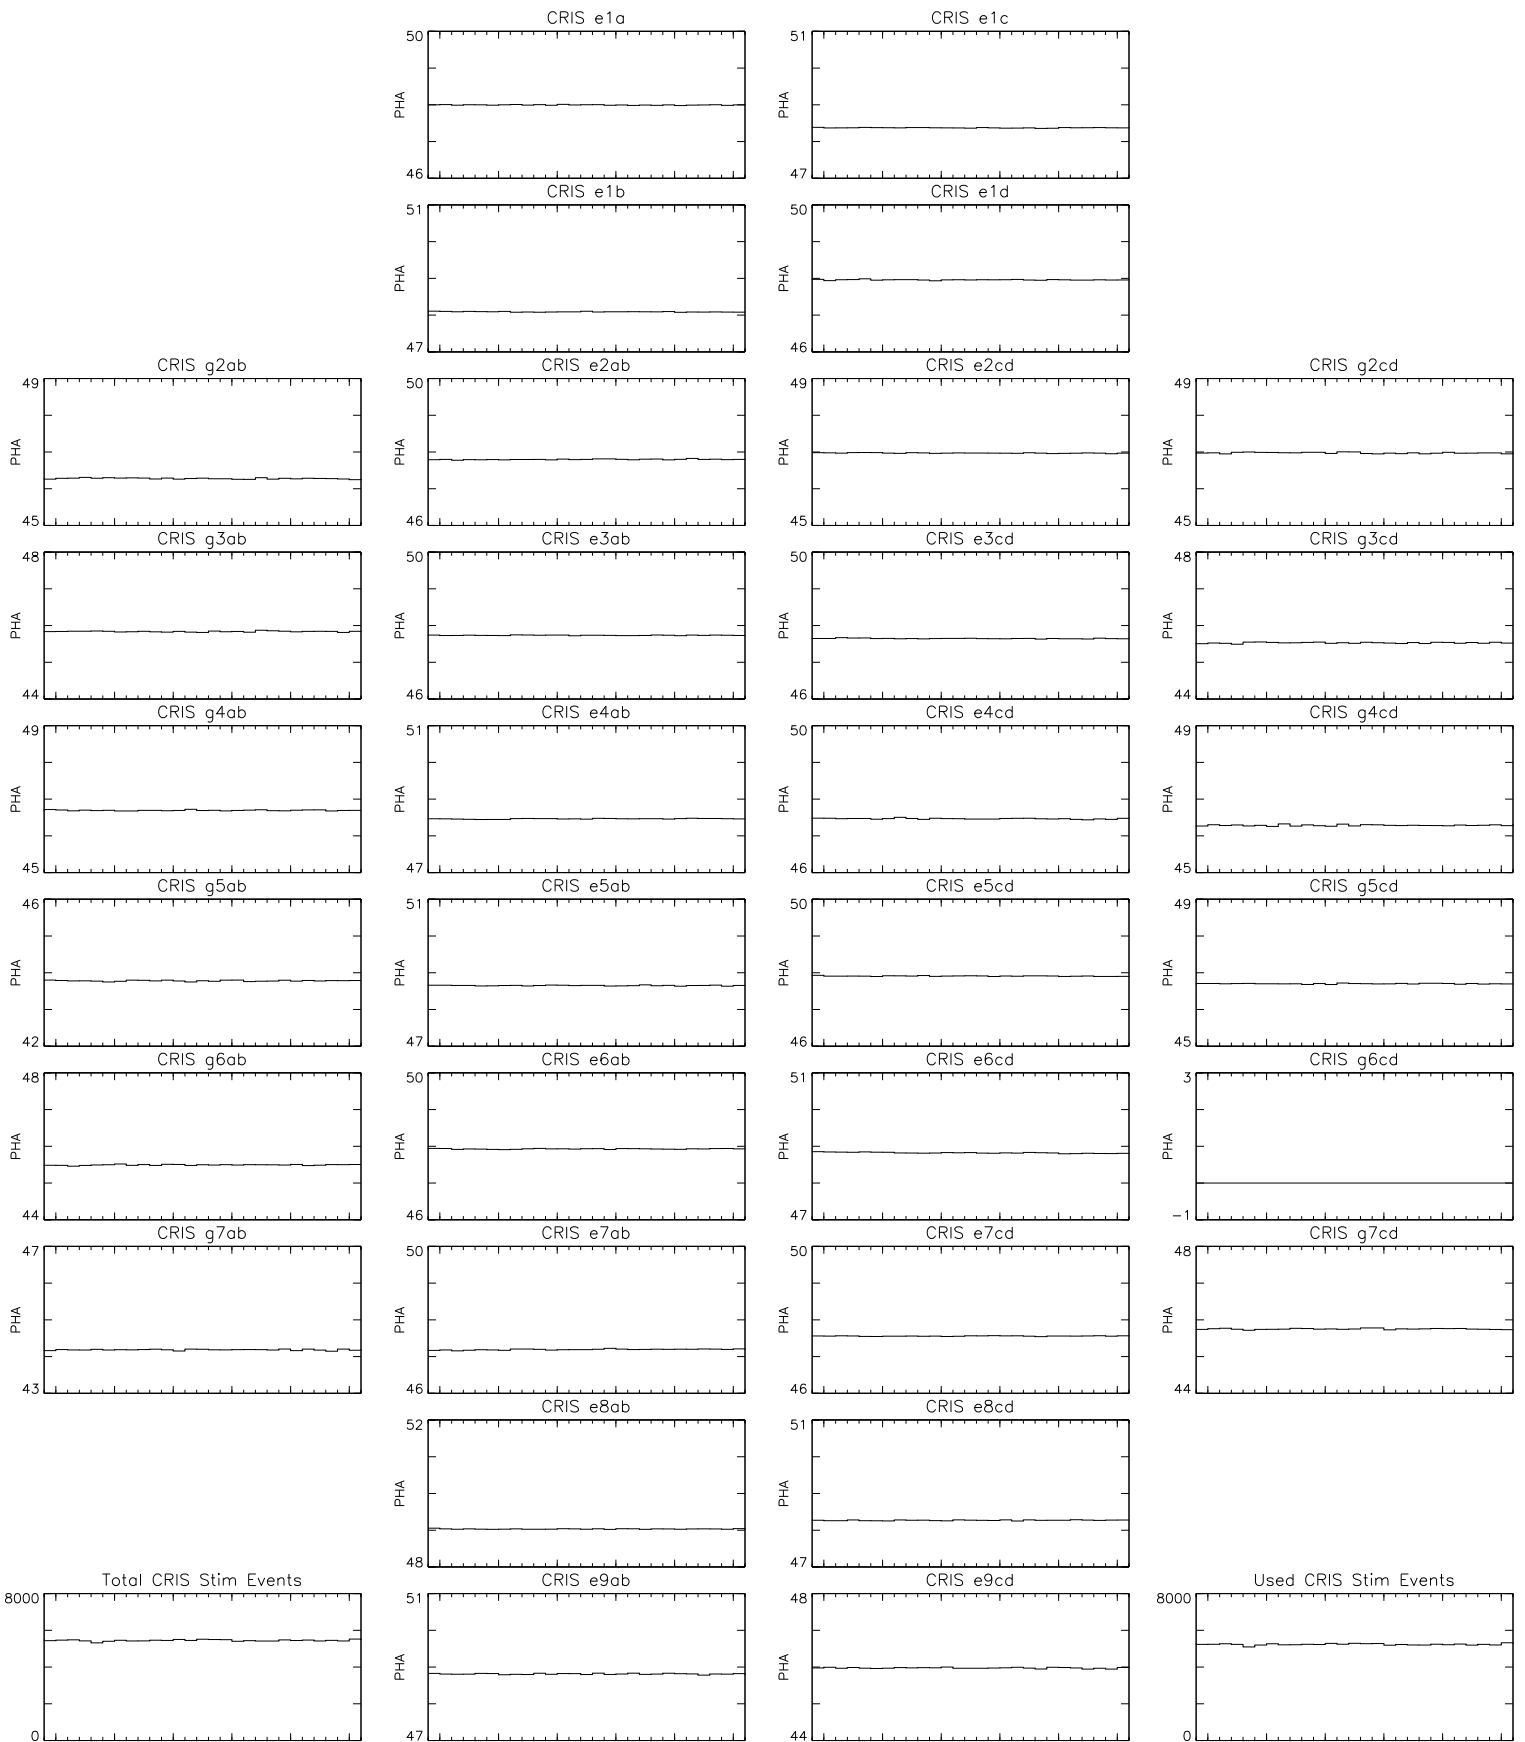 CRIS e1a
50
PHA
46
CRIS e1c
51
PHA
47
CRIS e1b
51
PHA
47
CRIS e1d
50
PHA
46
CRIS g2ab
49
PHA
45
CRIS e2ab
50
PHA
46
CRIS e2cd
49
PHA
45
CRIS g2cd
49
PHA
45
CRIS g3ab
48
PHA
44
CRIS e3ab
50
PHA
46
CRIS e3cd
50
PHA
46
CRIS g3cd
48
PHA
44
CRIS g4ab
49
PHA
45
CRIS e4ab
51
PHA
47
CRIS e4cd
50
PHA
46
CRIS g4cd
49
PHA
45
CRIS g5ab
46
PHA
42
CRIS e5ab
51
PHA
47
CRIS e5cd
50
PHA
46
CRIS g5cd
49
PHA
45
CRIS g6ab
48
PHA
44
CRIS e6ab
50
PHA
46
CRIS e6cd
51
PHA
47
CRIS g6cd
3
PHA
-1
CRIS g7ab
47
PHA
43
CRIS e7ab
50
PHA
46
CRIS e7cd
50
PHA
46
CRIS g7cd
48
PHA
44
CRIS e8ab
52
PHA
48
CRIS e8cd
51
PHA
47
Total CRIS Stim Events
8000
0
CRIS e9ab
51
PHA
47
CRIS e9cd
48
PHA
44
Used CRIS Stim Events
8000
0